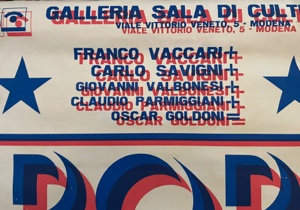 GALLERIA SALA DI CULT
VIALE VITTORIO VENETO, 5 - MODENA
FRANCO VACCARI +
CARLO SAVIGNI +
GIOVANNI VALBONESI +
CLAUDIO PARMIGGIANI +
OSCAR GOLDONI =
POP